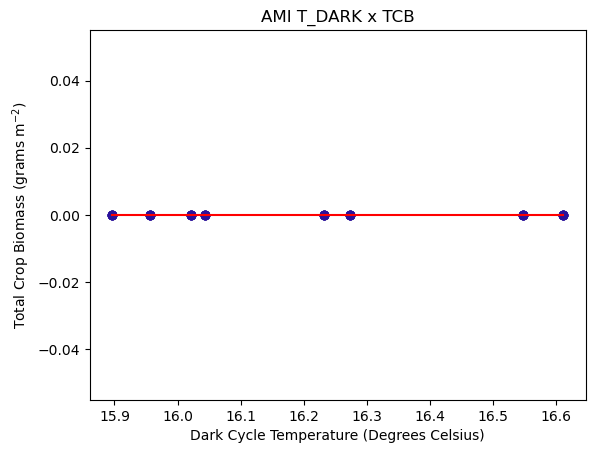 AMI T_DARK x TCB
Total Crop Biomass (grams m⁻²)
0.04
0.02
0.00
−0.02
−0.04
15.9 16.0 16.1 16.2 16.3 16.4 16.5 16.6
Dark Cycle Temperature (Degrees Celsius)